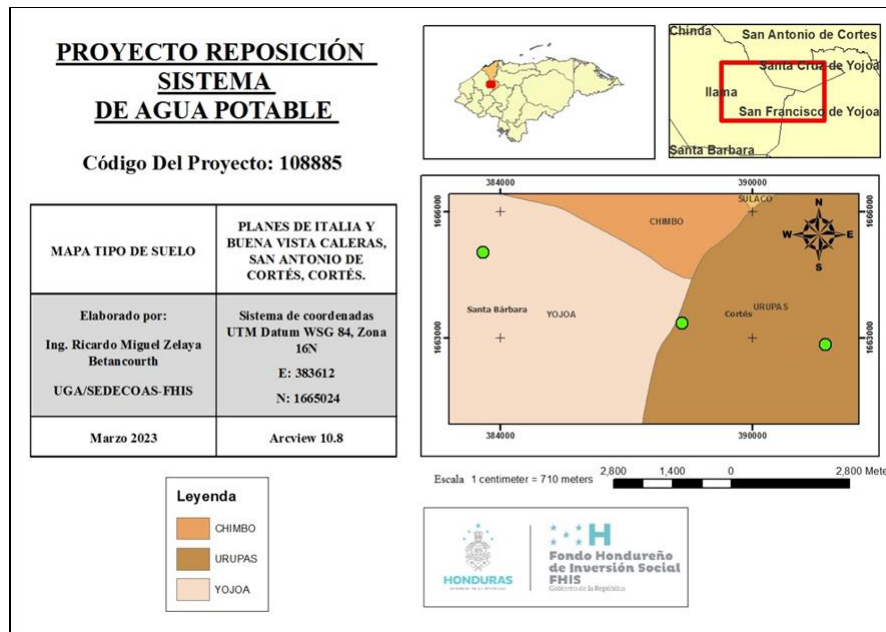 PROYECTO REPOSICIÓN
SISTEMA
DE AGUA POTABLE
Código Del Proyecto: 108885
MAPA TIPO DE SUELO
PLANES DE ITALIA Y
BUENA VISTA CALERAS,
SAN ANTONIO DE
CORTÉS, CORTÉS.
Elaborado por:
Ing. Ricardo Miguel Zelaya
Betancourth
UGA/SEDECOAS-FHIS
Sistema de coordenadas
UTM Datum WSG 84, Zona
16N
E: 383612
N: 1665024
Marzo 2023
Arcview 10.8
Leyenda
CHIMBO
URUPAS
YOJOA
Chinda
San Antonio de Cortes
Santa Cruz de Yojoa
Ilama
San Francisco de Yojoa
Santa Barbara
384000
390000
1666000
1666000
SULACO
CHIMBO
N
W
E
S
Santa Bárbara
YOJOA
URUPAS
Cortés
1663000
1663000
384000
390000
Escala 1 centimeter = 710 meters
2,800
1,400
0
2,800 Mete
HONDURAS
H
Fondo Hondureño
de Inversión Social
FHIS
Gobierno de la República